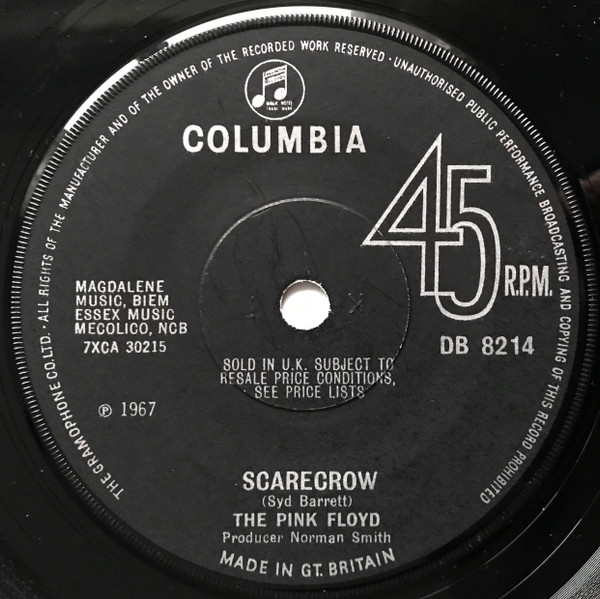 THE GRAMOPHONE CO. LTD. · ALL RIGHTS OF THE MANUFACTURER AND OF THE OWNER OF THE RECORDED WORK RESERVED · UNAUTHORISED PUBLIC PERFORMANCE BROADCASTING AND COPYING OF THIS RECORD PROHIBITED
COLUMBIA
45
R.P.M.
MAGDALENE
MUSIC, BIEM
ESSEX MUSIC
MECOLICO, NCB
7XCA 30215
DB 8214
SOLD IN U.K. SUBJECT TO
RESALE PRICE CONDITIONS,
SEE PRICE LISTS
℗ 1967
SCARECROW
(Syd Barrett)
THE PINK FLOYD
Producer Norman Smith
MADE IN GT. BRITAIN